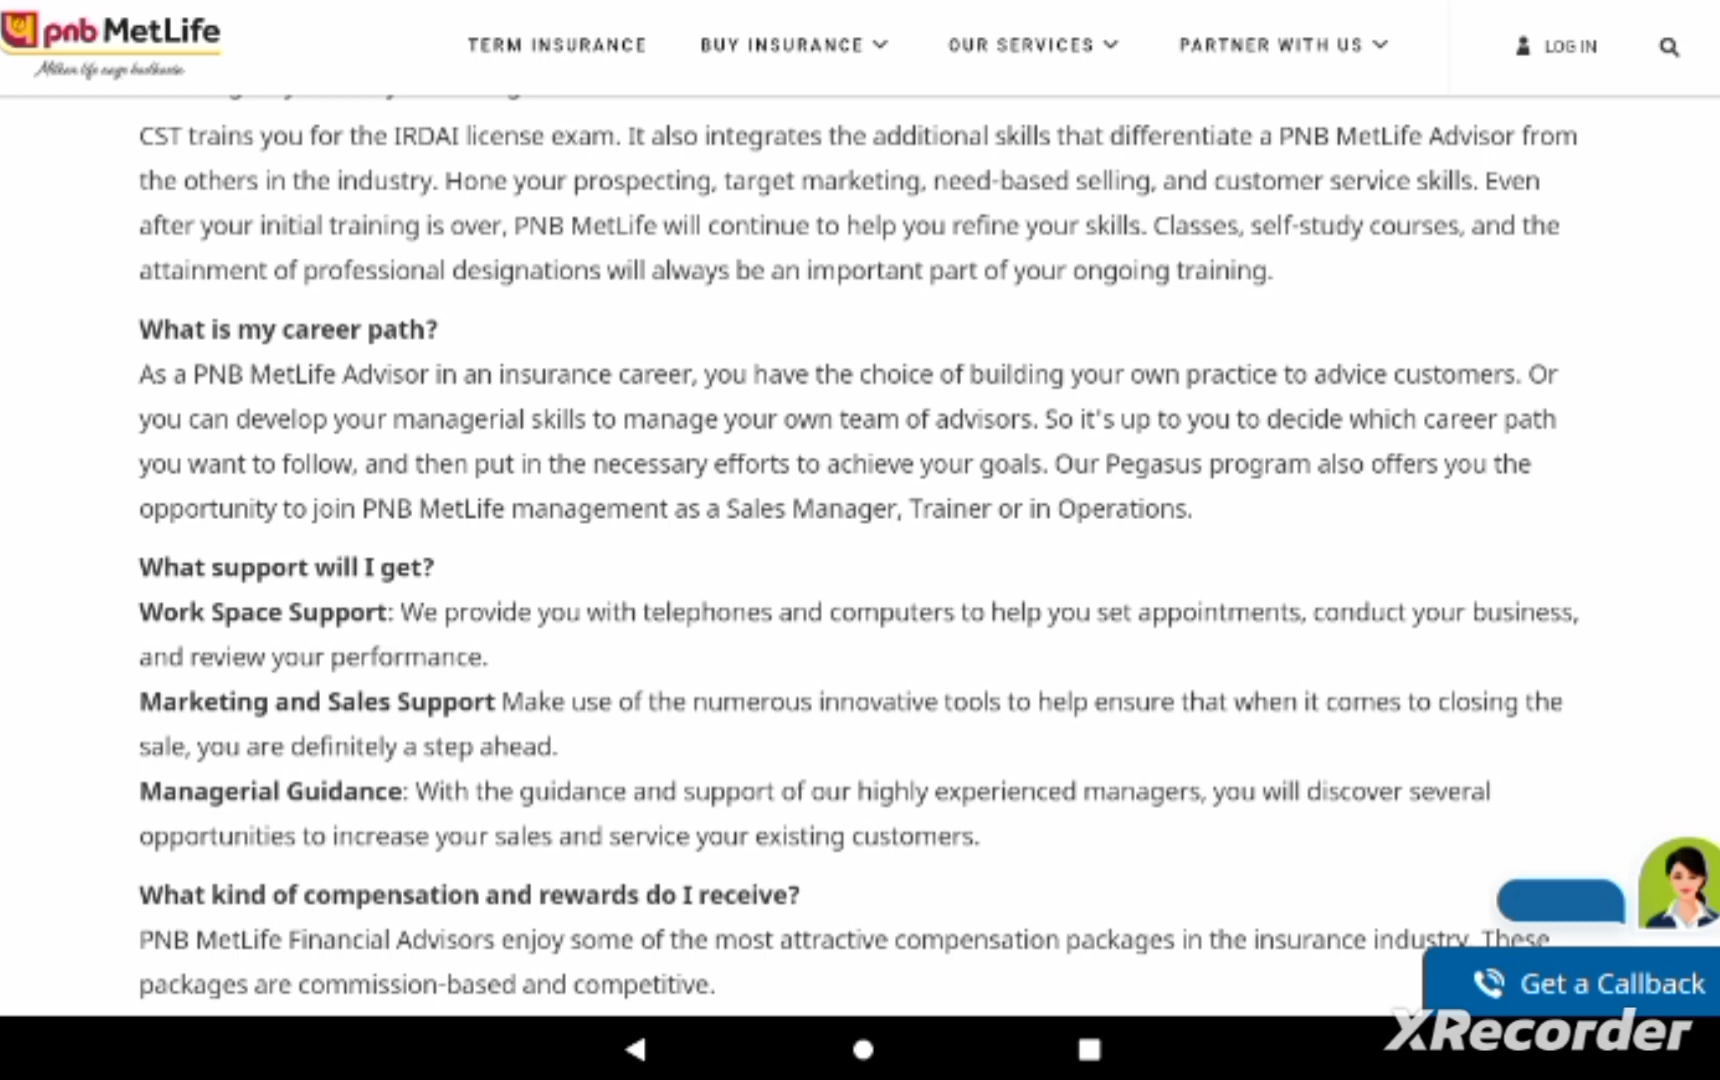 pnb MetLife
Milkar life aage badhaein
TERM INSURANCE
BUY INSURANCE
OUR SERVICES
PARTNER WITH US
LOG IN
CST trains you for the IRDAI license exam. It also integrates the additional skills that differentiate a PNB MetLife Advisor from
the others in the industry. Hone your prospecting, target marketing, need-based selling, and customer service skills. Even
after your initial training is over, PNB MetLife will continue to help you refine your skills. Classes, self-study courses, and the
attainment of professional designations will always be an important part of your ongoing training.
What is my career path?
As a PNB MetLife Advisor in an insurance career, you have the choice of building your own practice to advice customers. Or
you can develop your managerial skills to manage your own team of advisors. So it's up to you to decide which career path
you want to follow, and then put in the necessary efforts to achieve your goals. Our Pegasus program also offers you the
opportunity to join PNB MetLife management as a Sales Manager, Trainer or in Operations.
What support will I get?
Work Space Support: We provide you with telephones and computers to help you set appointments, conduct your business,
and review your performance.
Marketing and Sales Support Make use of the numerous innovative tools to help ensure that when it comes to closing the
sale, you are definitely a step ahead.
Managerial Guidance: With the guidance and support of our highly experienced managers, you will discover several
opportunities to increase your sales and service your existing customers.
What kind of compensation and rewards do I receive?
PNB MetLife Financial Advisors enjoy some of the most attractive compensation packages in the insurance industry. These
packages are commission-based and competitive.
Get a Callback
XRecorder